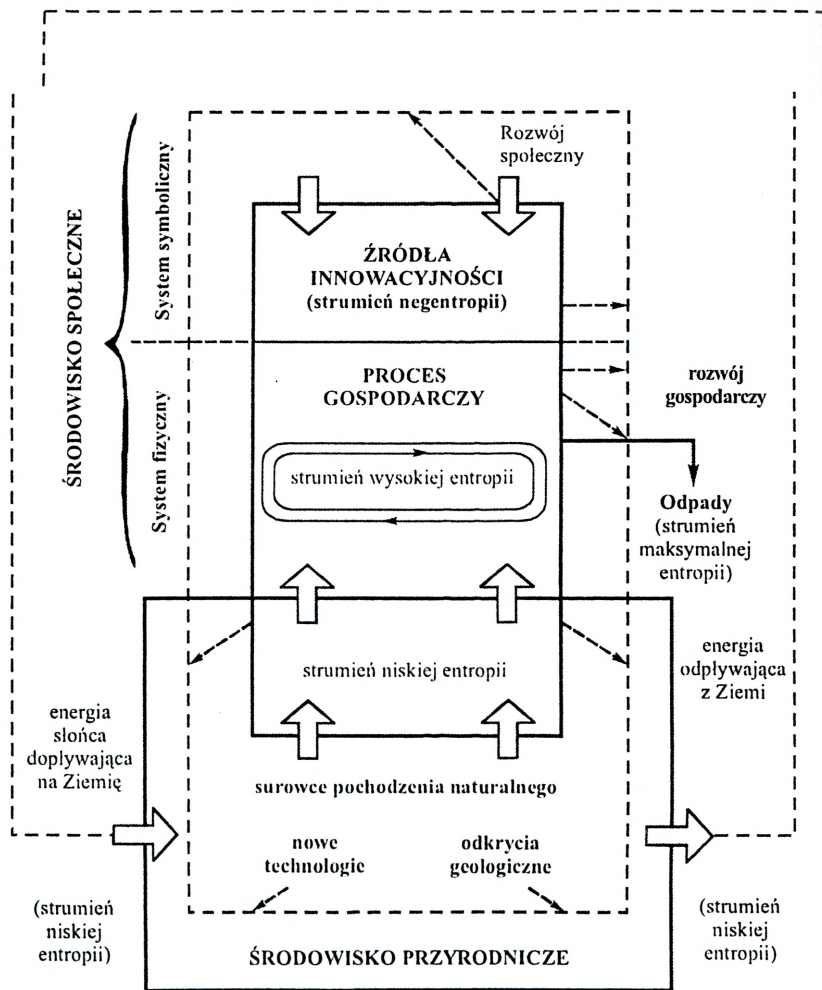 Rozwój
społeczny
ŚRODOWISKO SPOŁECZNE
System symboliczny
System fizyczny
ŹRÓDŁA
INNOWACYJNOŚCI
(strumień negentropii)
PROCES
GOSPODARCZY
strumień wysokiej entropii
rozwój
gospodarczy
Odpady
(strumień
maksymalnej
entropii)
strumień niskiej entropii
energia
odpływająca
z Ziemi
energia
słońca
dopływająca
na Ziemię
surowce pochodzenia naturalnego
nowe
technologie
odkrycia
geologiczne
(strumień
niskiej
entropii)
(strumień
niskiej
entropii)
ŚRODOWISKO PRZYRODNICZE